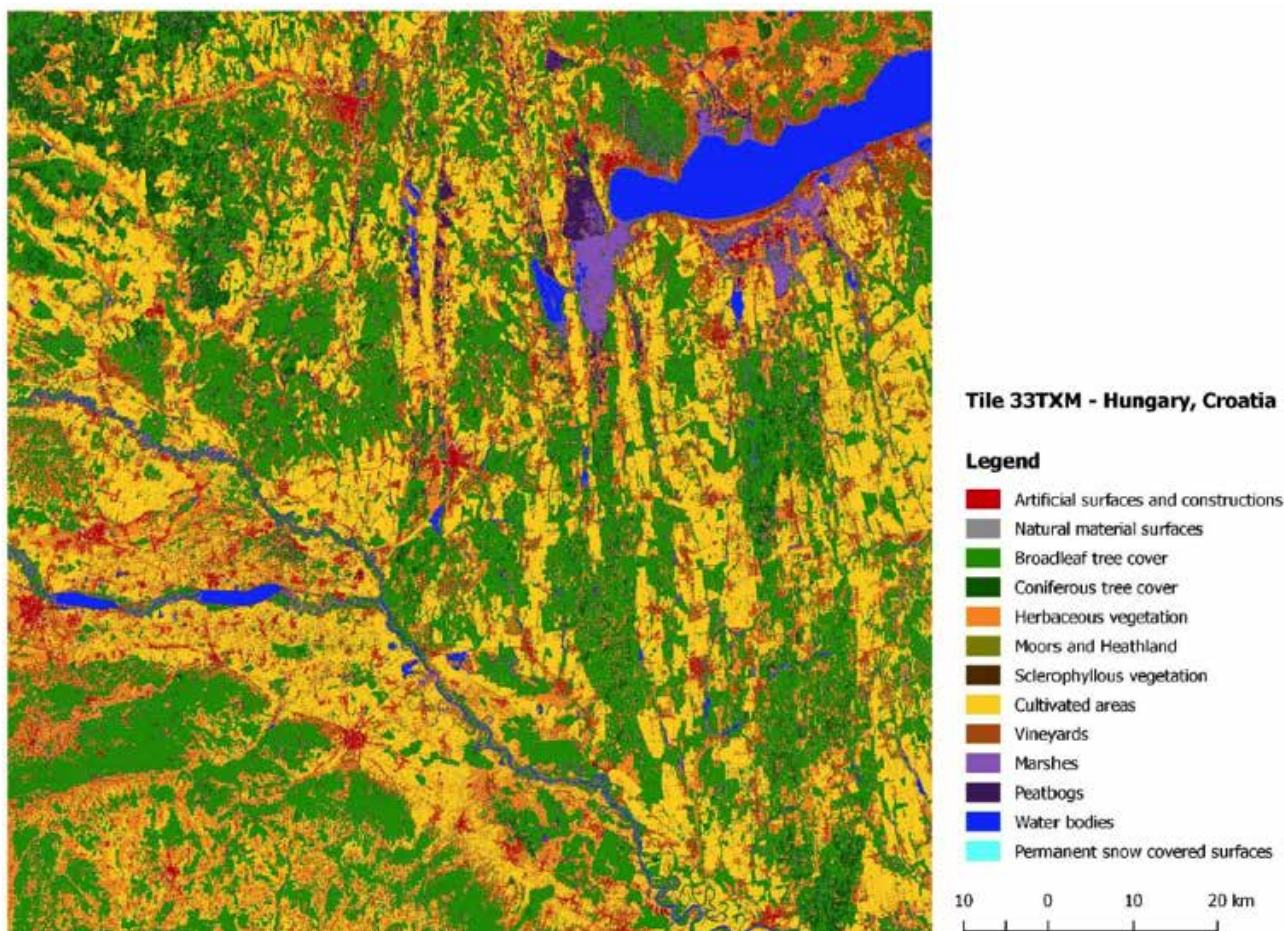 Tile 33TXM - Hungary, Croatia
Legend
Artificial surfaces and constructions
Natural material surfaces
Broadleaf tree cover
Coniferous tree cover
Herbaceous vegetation
Moors and Heathland
Sclerophyllous vegetation
Cultivated areas
Vineyards
Marshes
Peatbogs
Water bodies
Permanent snow covered surfaces
10 0 10 20 km